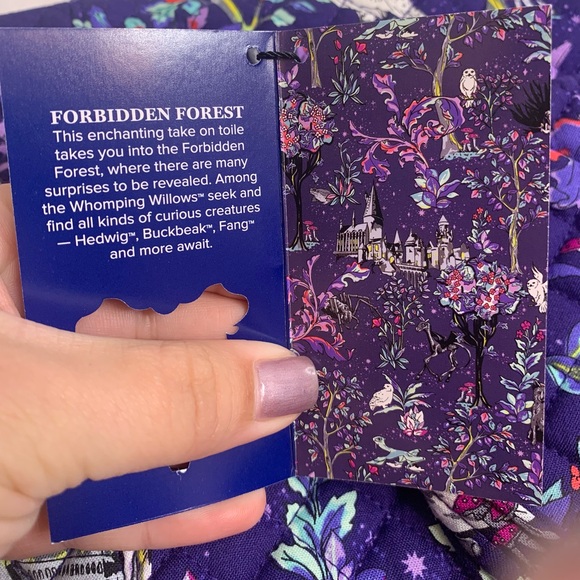 FORBIDDEN FOREST
This enchanting take on toile
takes you into the Forbidden
Forest, where there are many
surprises to be revealed. Among
the Whomping Willows™ seek and
find all kinds of curious creatures
— Hedwig™, Buckbeak™, Fang™
and more await.